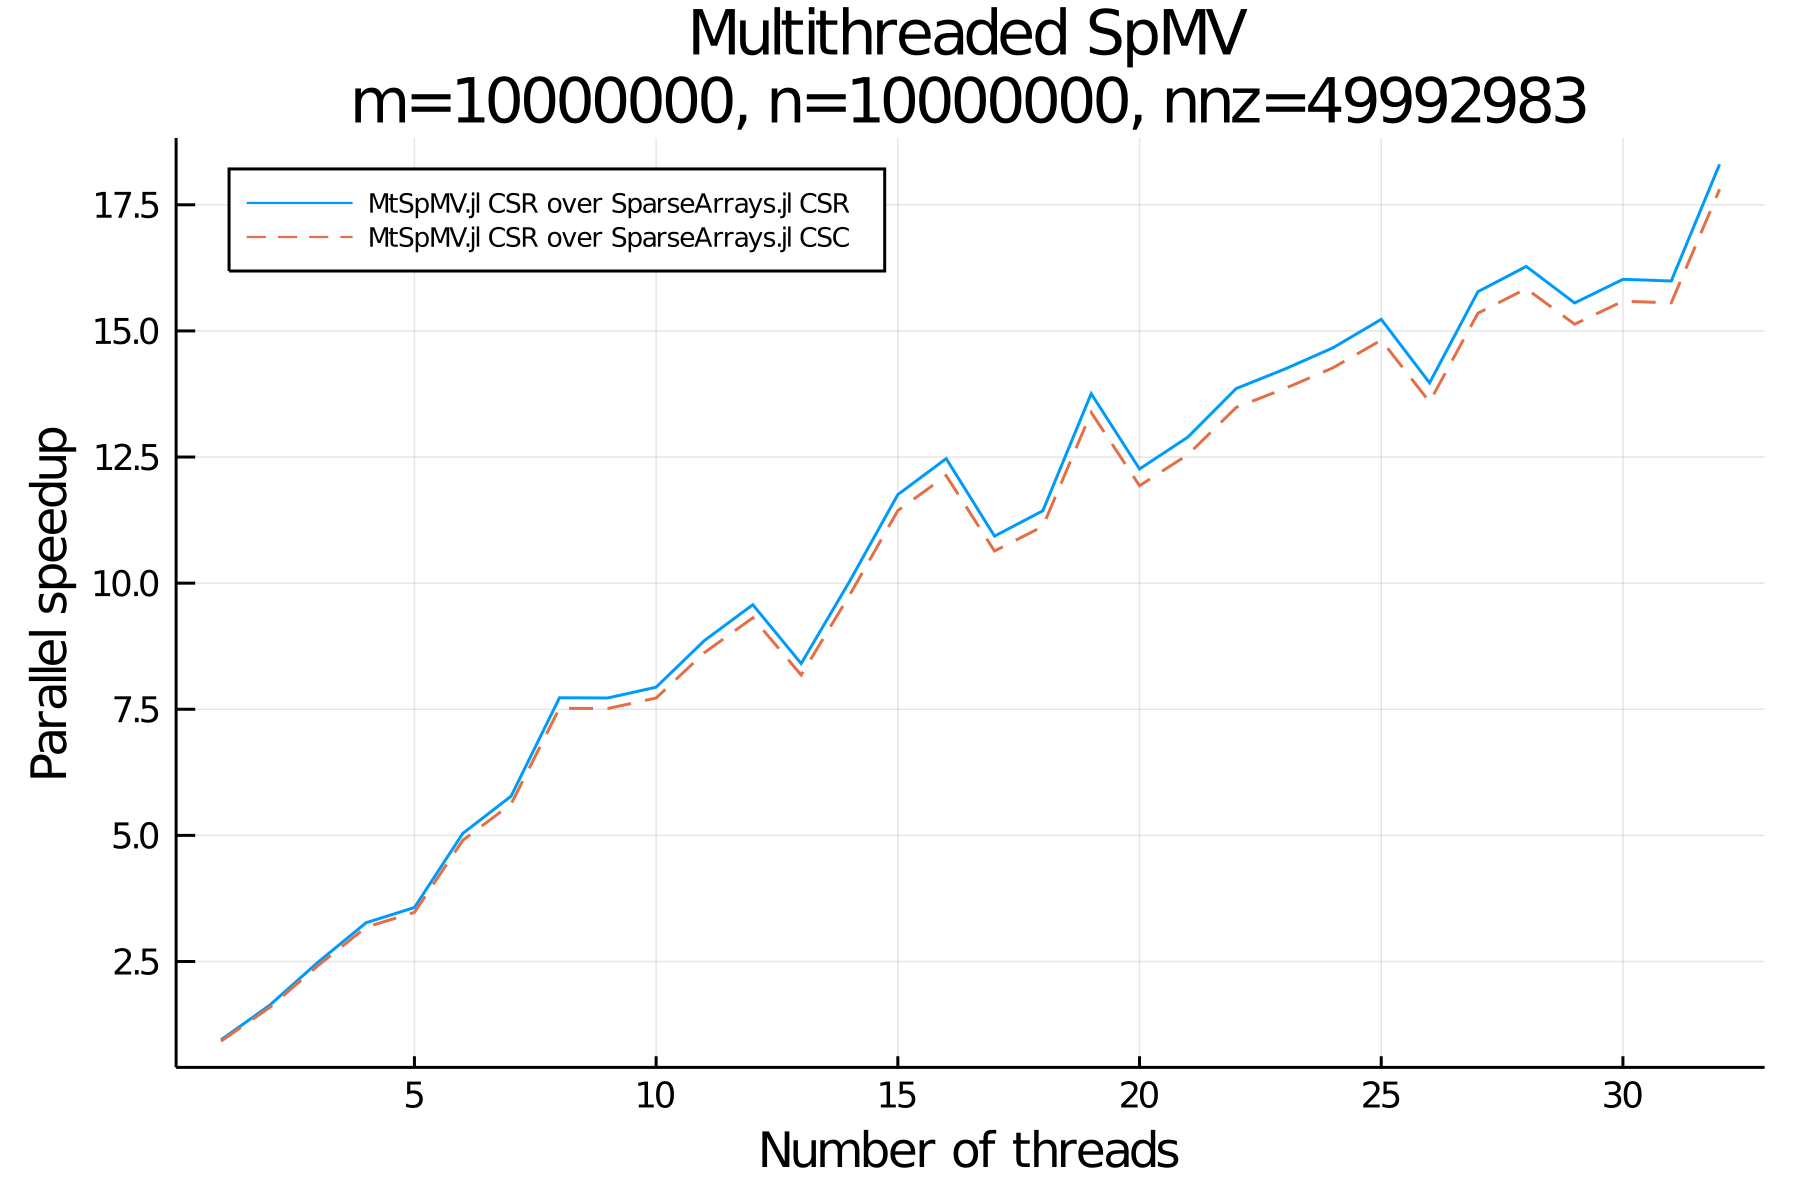 Multithreaded SpMV
m=10000000, n=10000000, nnz=49992983
MtSpMV.jl CSR over SparseArrays.jl CSR
MtSpMV.jl CSR over SparseArrays.jl CSC
17.5
15.0
12.5
10.0
7.5
5.0
2.5
Parallel speedup
5 10 15 20 25 30
Number of threads